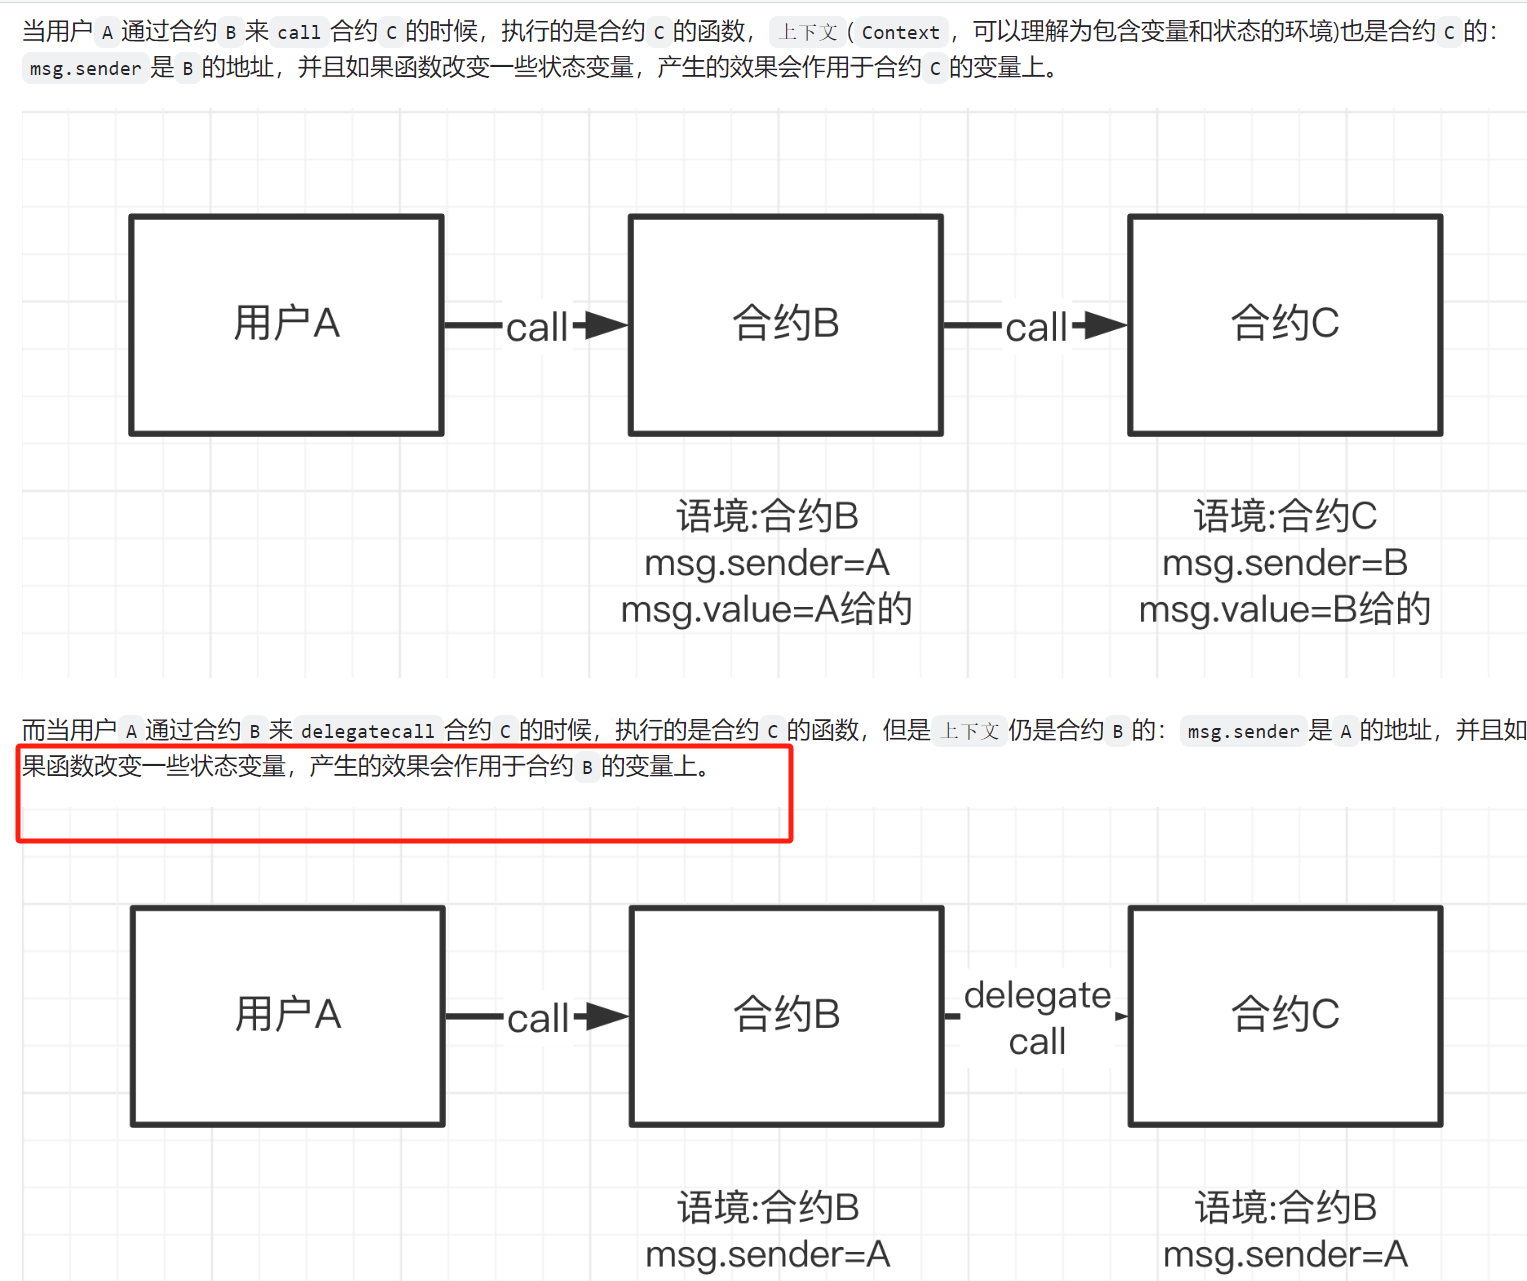 当用户 A 通过合约 B 来 call 合约 C 的时候，执行的是合约 C 的函数， 上下文 ( Context ，可以理解为包含变量和状态的环境)也是合约 C 的：
msg.sender 是 B 的地址，并且如果函数改变一些状态变量，产生的效果会作用于合约 C 的变量上。
用户A
call
合约B
call
合约C
语境:合约B
msg.sender=A
msg.value=A给的
语境:合约C
msg.sender=B
msg.value=B给的
而当用户 A 通过合约 B 来 delegatecall 合约 C 的时候，执行的是合约 C 的函数，但是 上下文 仍是合约 B 的： msg.sender 是 A 的地址，并且如
果函数改变一些状态变量，产生的效果会作用于合约 B 的变量上。
用户A
call
合约B
delegate
call
合约C
语境:合约B
msg.sender=A
语境:合约B
msg.sender=A